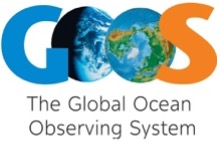 GOOS
The Global Ocean
Observing System